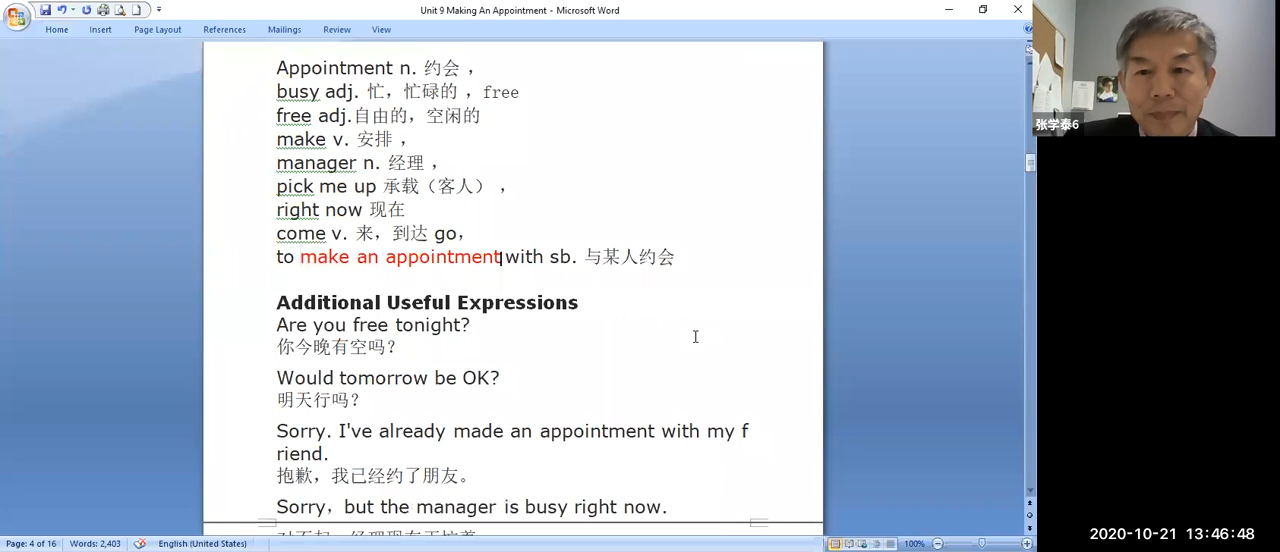 Unit 9 Making An Appointment - Microsoft Word
Home Insert Page Layout References Mailings Review View
Appointment n. 约会 ，
busy adj. 忙，忙碌的 ，free
free adj.自由的，空闲的
make v. 安排 ，
manager n. 经理 ，
pick me up 承载（客人） ，
right now 现在
come v. 来，到达 go，
to make an appointment with sb. 与某人约会
Additional Useful Expressions
Are you free tonight?
你今晚有空吗？
Would tomorrow be OK?
明天行吗？
Sorry. I've already made an appointment with my f
riend.
抱歉，我已经约了朋友。
Sorry，but the manager is busy right now.
Page: 4 of 16 Words: 2,403 English (United States) 100%
张学泰6
2020-10-21 13:46:48